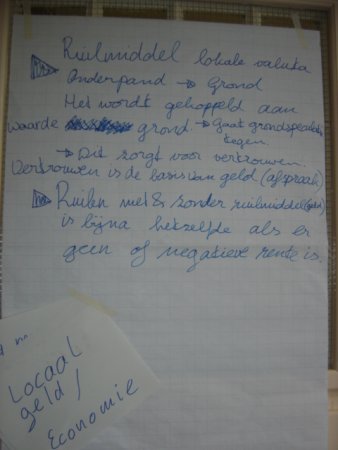 Ruilmiddel lokale valuta
Onderpand → Grond
Het wordt gekoppeld aan
waarde grond. → Gaat grondspeculatie
tegen.
→ Dit zorgt voor vertrouwen.
Vertrouwen is de basis van geld (afspraak)
Ruilen met & zonder ruilmiddel (geld)
is bijna hetzelfde als er
geen of negatieve rente is.
Locaal
geld /
Economie